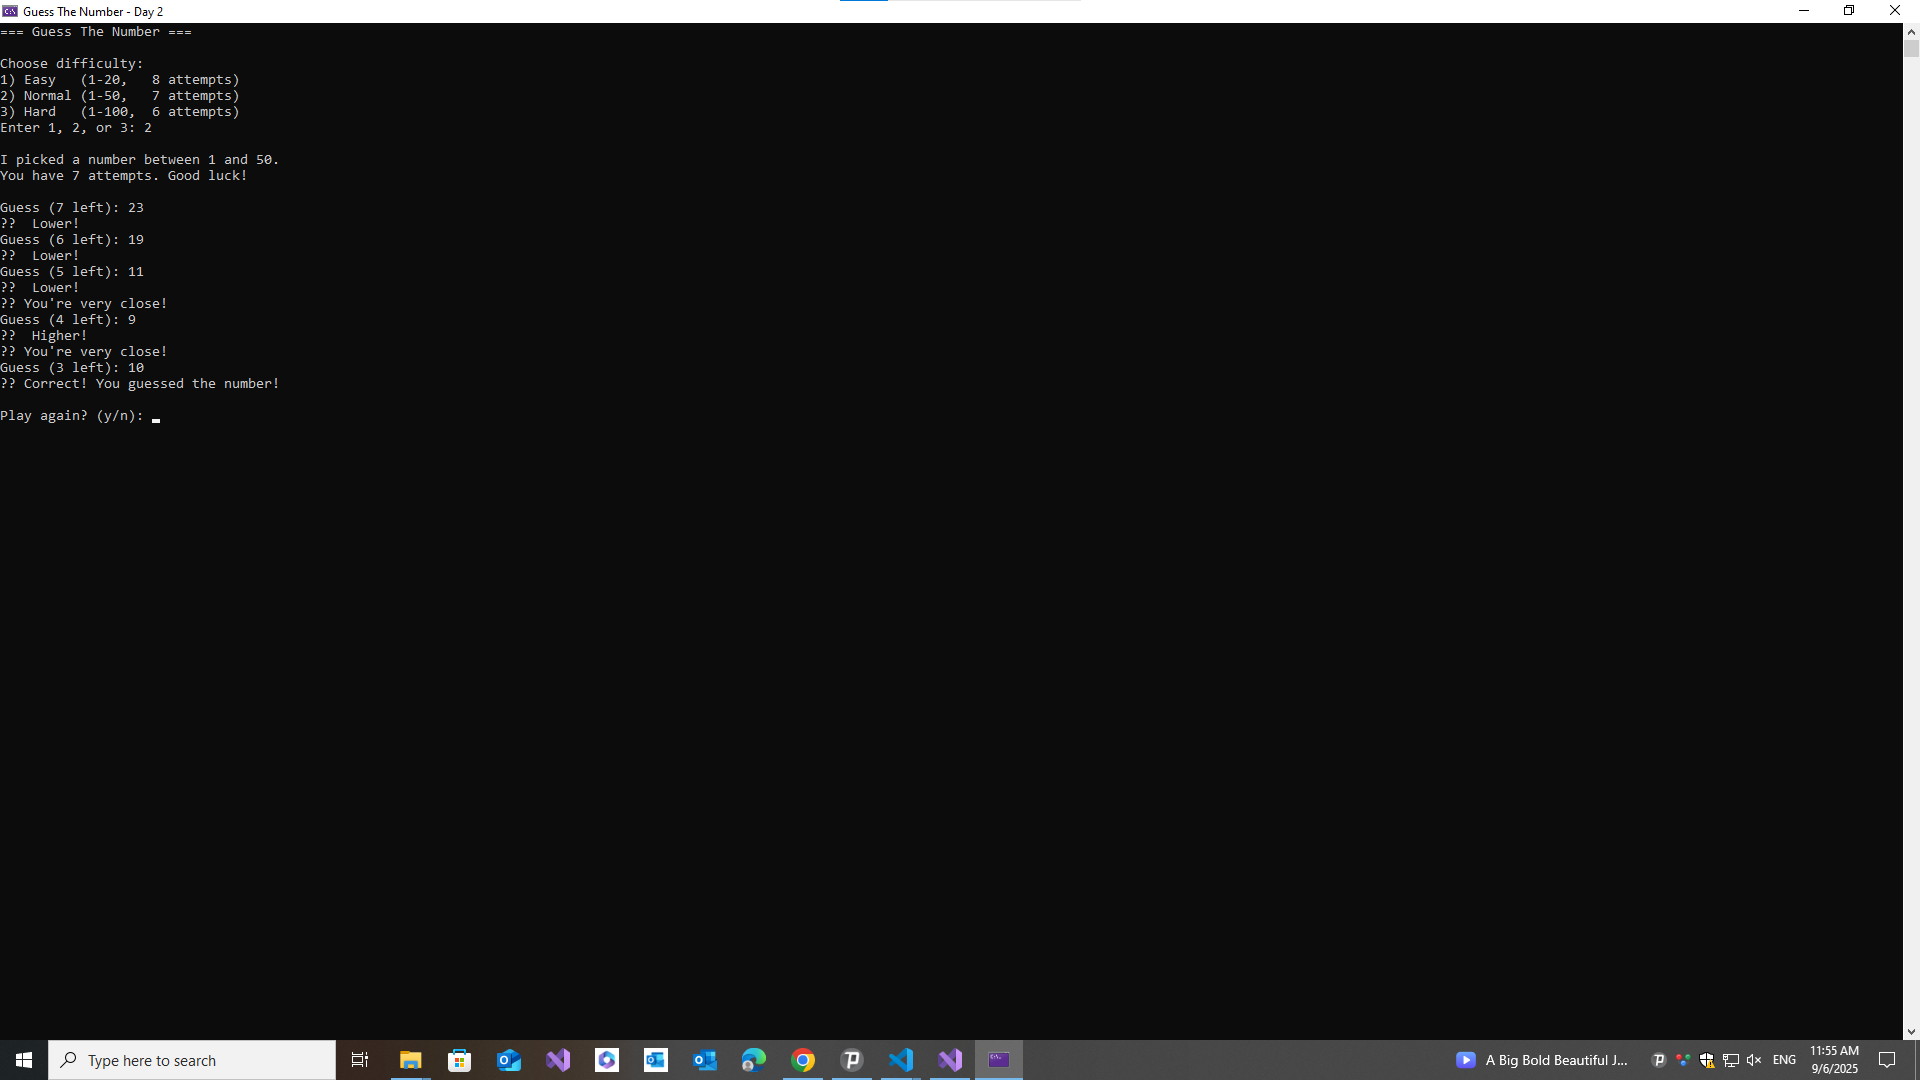 Guess The Number - Day 2
=== Guess The Number ===
Choose difficulty:
1) Easy   (1-20,   8 attempts)
2) Normal (1-50,   7 attempts)
3) Hard   (1-100,  6 attempts)
Enter 1, 2, or 3: 2
I picked a number between 1 and 50.
You have 7 attempts. Good luck!
Guess (7 left): 23
??  Lower!
Guess (6 left): 19
??  Lower!
Guess (5 left): 11
??  Lower!
?? You're very close!
Guess (4 left): 9
??  Higher!
?? You're very close!
Guess (3 left): 10
?? Correct! You guessed the number!
Play again? (y/n):
Type here to search
A Big Bold Beautiful J...
ENG
11:55 AM
9/6/2025